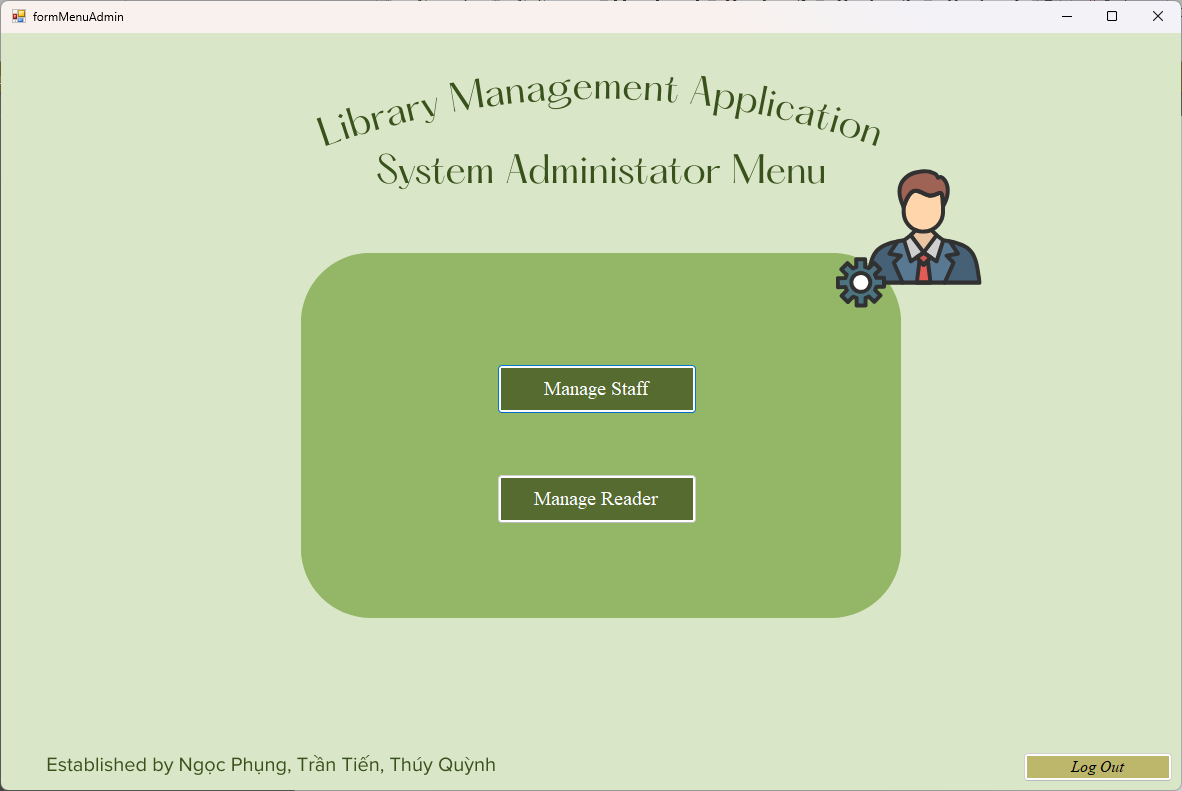 formMenuAdmin
Library Management Application
System Administator Menu
Manage Staff
Manage Reader
Established by Ngọc Phụng, Trần Tiến, Thúy Quỳnh
Log Out